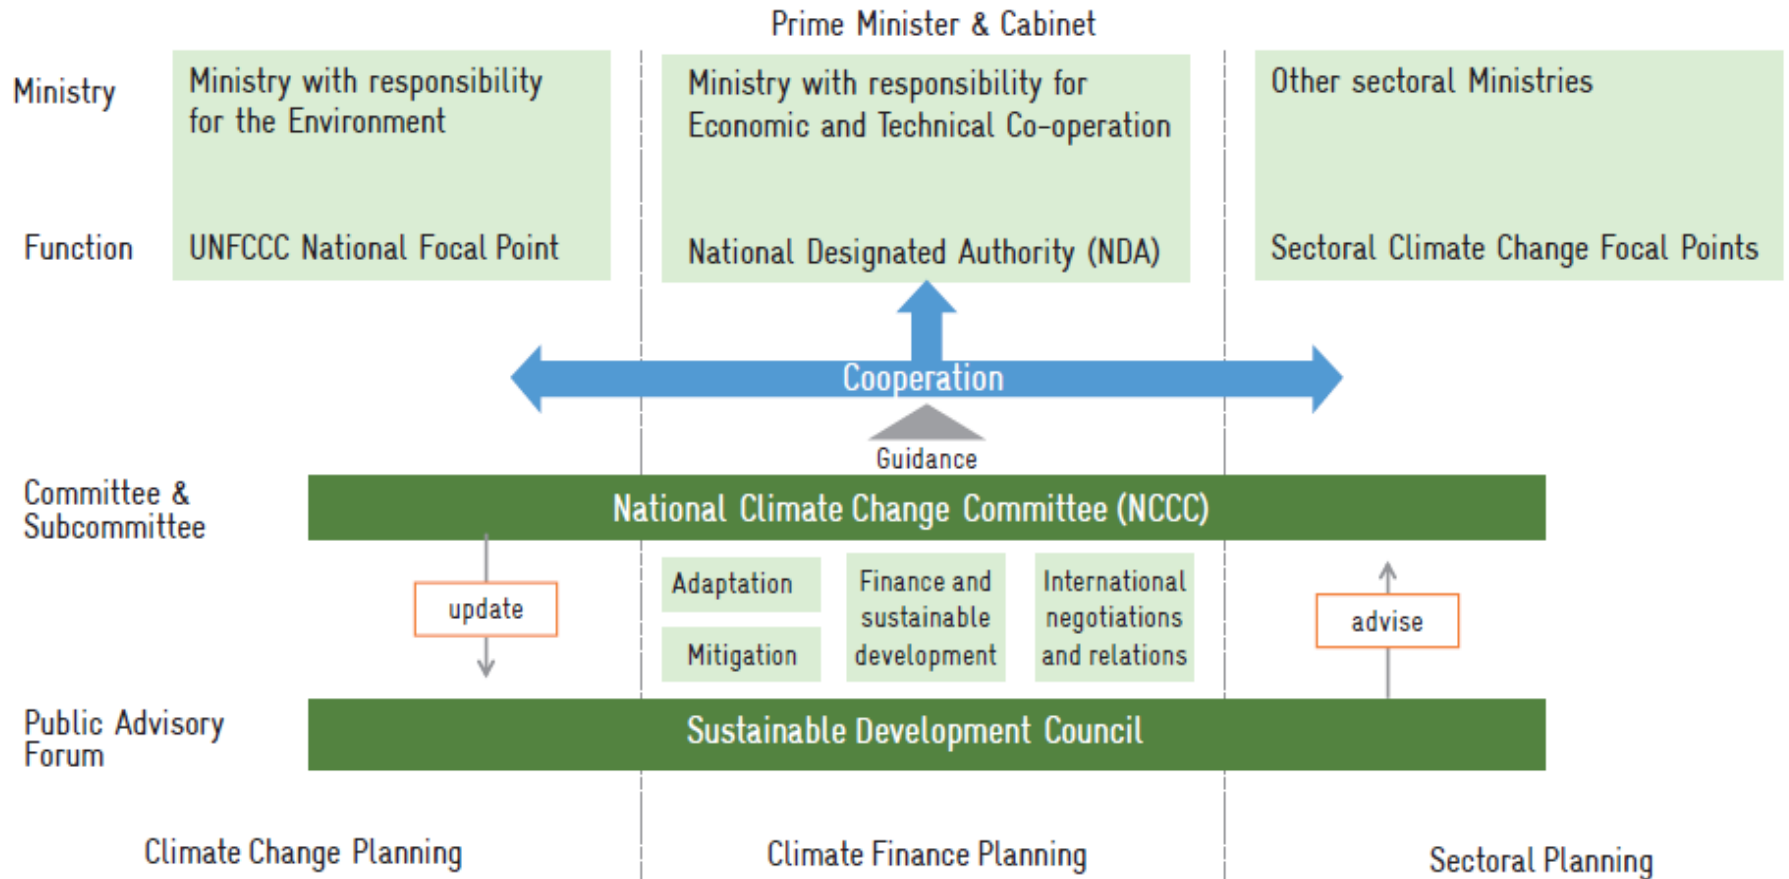 Prime Minister & Cabinet
Ministry
Ministry with responsibility
for the Environment
Ministry with responsibility for
Economic and Technical Co-operation
Other sectoral Ministries
Function
UNFCCC National Focal Point
National Designated Authority (NDA)
Sectoral Climate Change Focal Points
Cooperation
Guidance
Committee &
Subcommittee
National Climate Change Committee (NCCC)
update
Adaptation
Mitigation
Finance and
sustainable
development
International
negotiations
and relations
advise
Public Advisory
Forum
Sustainable Development Council
Climate Change Planning
Climate Finance Planning
Sectoral Planning